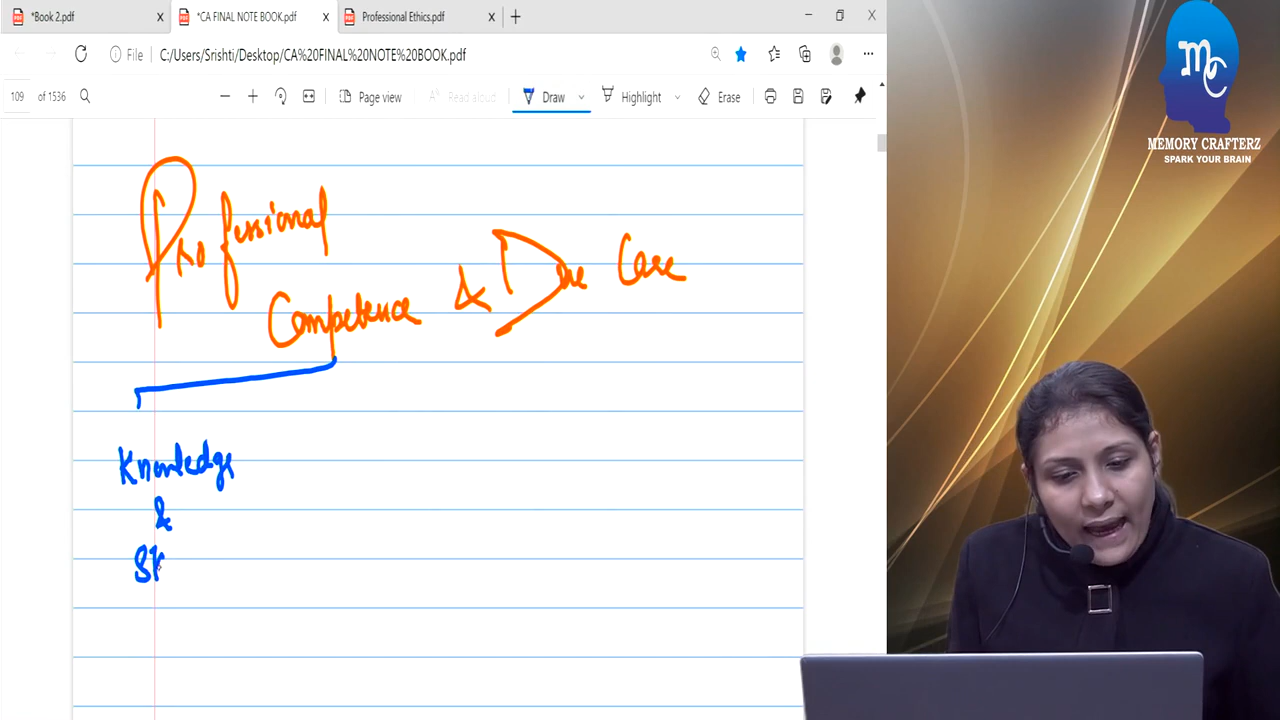 *Book 2.pdf
*CA FINAL NOTE BOOK.pdf
Professional Ethics.pdf
File
C:/Users/Srishti/Desktop/CA%20FINAL%20NOTE%20BOOK.pdf
109 of 1536
Page view
Read aloud
Draw
Highlight
Erase
Professional
Competence & Due Care
Knowledge
&
Sk
mc
MEMORY CRAFTERZ
SPARK YOUR BRAIN